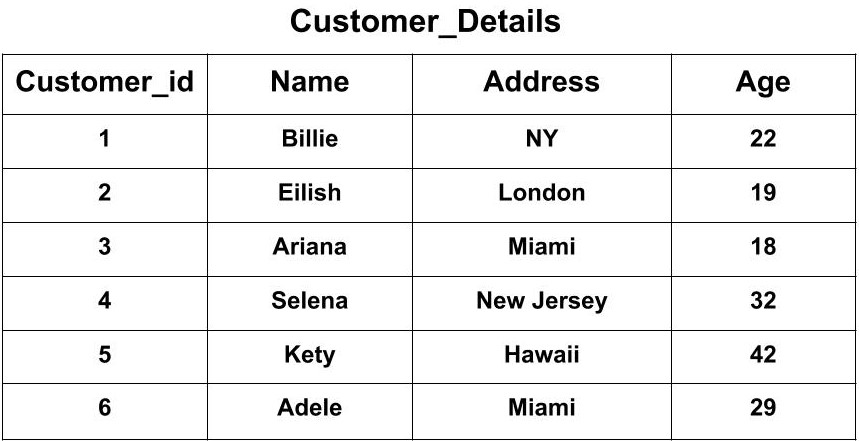 Customer_Details
Customer_id Name Address Age
1 Billie NY 22
2 Eilish London 19
3 Ariana Miami 18
4 Selena New Jersey 32
5 Kety Hawaii 42
6 Adele Miami 29